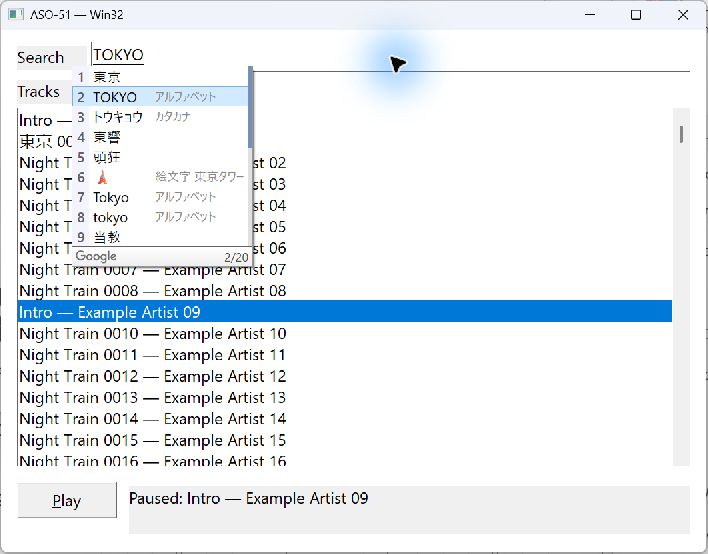 ASO-51 — Win32
Search TOKYO
1 東京
2 TOKYO アルファベット
3 トウキョウ カタカナ
4 東響
5 頭狂
6 🗼 絵文字 東京タワー
7 Tokyo アルファベット
8 tokyo アルファベット
9 当教
Google 2/20
Tracks
Intro —
東京 00
Night T rtist 02
Night T rtist 03
Night T rtist 04
Night T rtist 05
Night T rtist 06
Night Train 0007 — Example Artist 07
Night Train 0008 — Example Artist 08
Intro — Example Artist 09
Night Train 0010 — Example Artist 10
Night Train 0011 — Example Artist 11
Night Train 0012 — Example Artist 12
Night Train 0013 — Example Artist 13
Night Train 0014 — Example Artist 14
Night Train 0015 — Example Artist 15
Night Train 0016 — Example Artist 16
Play
Paused: Intro — Example Artist 09